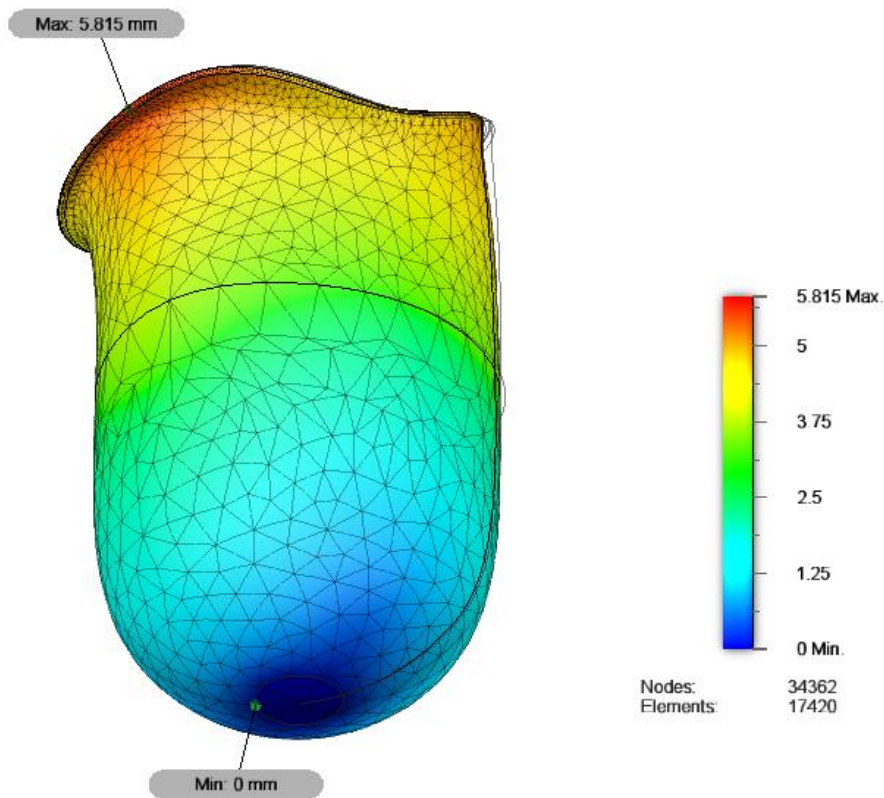 Max: 5.815 mm
5.815 Max.
5
3.75
2.5
1.25
0 Min.
Nodes: 34362
Elements: 17420
Min: 0 mm